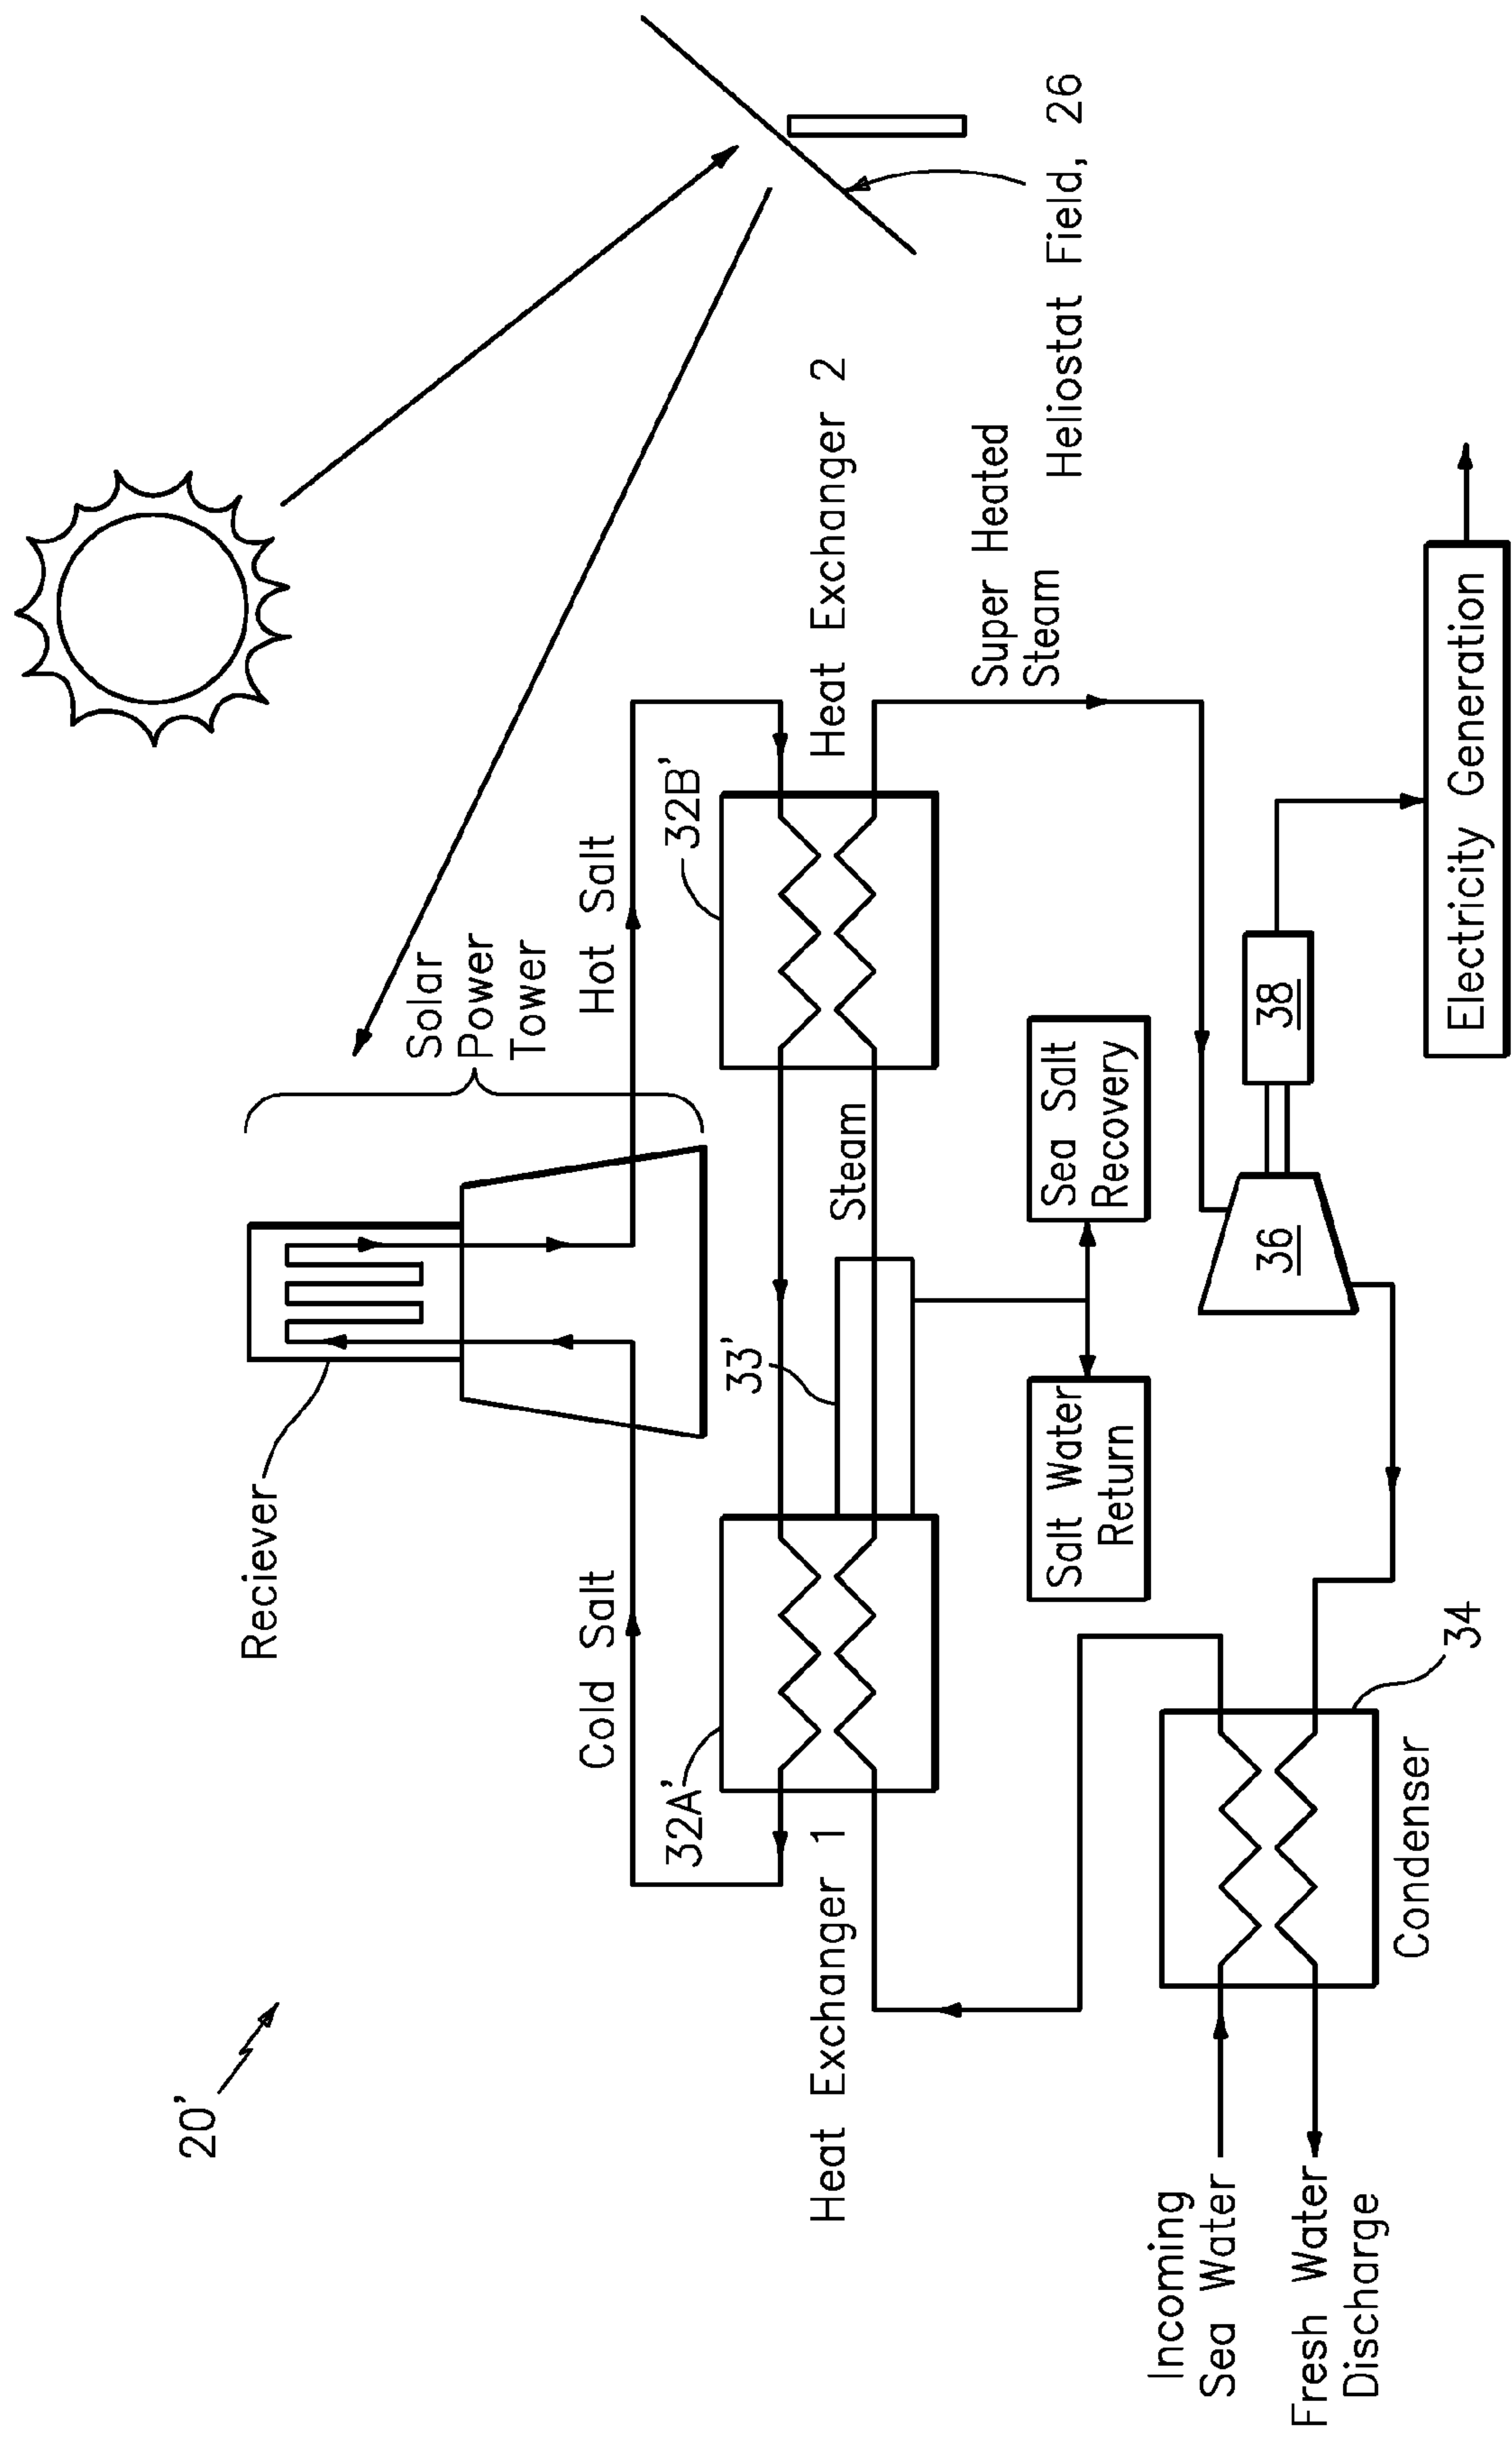 20'
Reciever
Solar
Power
Tower
Cold Salt
Hot Salt
32A'
33'
32B'
Heat Exchanger 1
Steam
Heat Exchanger 2
Super Heated
Steam
Heliostat Field, 26
Salt Water
Return
Sea Salt
Recovery
Incoming
Sea Water
Fresh Water
Discharge
Condenser
34
36
38
Electricity Generation